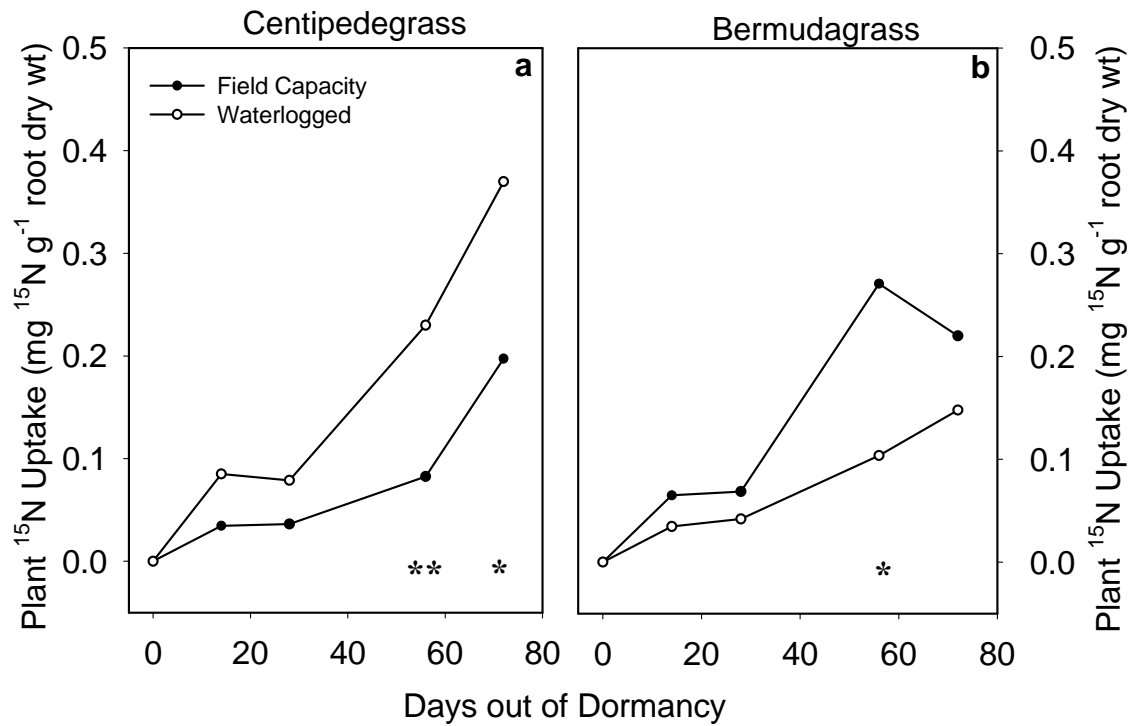 Centipedegrass
Bermudagrass
Plant ¹⁵N Uptake (mg ¹⁵N g⁻¹ root dry wt)
0.5
0.4
0.3
0.2
0.1
0.0
a
Field Capacity
Waterlogged
** *
0 20 40 60 80
b
*
0 20 40 60 80
0.5
0.4
0.3
0.2
0.1
0.0
Plant ¹⁵N Uptake (mg ¹⁵N g⁻¹ root dry wt)
Days out of Dormancy